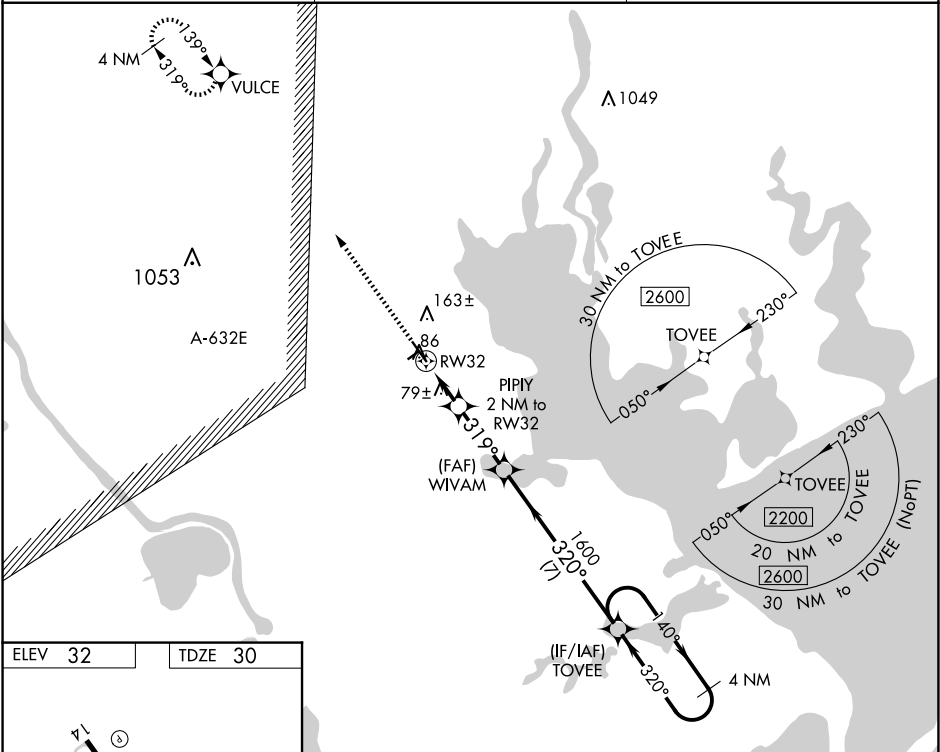 4 NM
139°
319°
VULCE
1049
1053
A-632E
163±
86
RW32
79±
PIPIY
2 NM to
RW32
319°
(FAF)
WIVAM
1600
320°
(7)
(IF/IAF)
TOVEE
140°
320°
4 NM
30 NM to TOVEE
2600
230°
TOVEE
050°
230°
TOVEE
050°
2200
20 NM to TOVEE
2600
30 NM to TOVEE (NoPT)
ELEV 32
TDZE 30
14
P